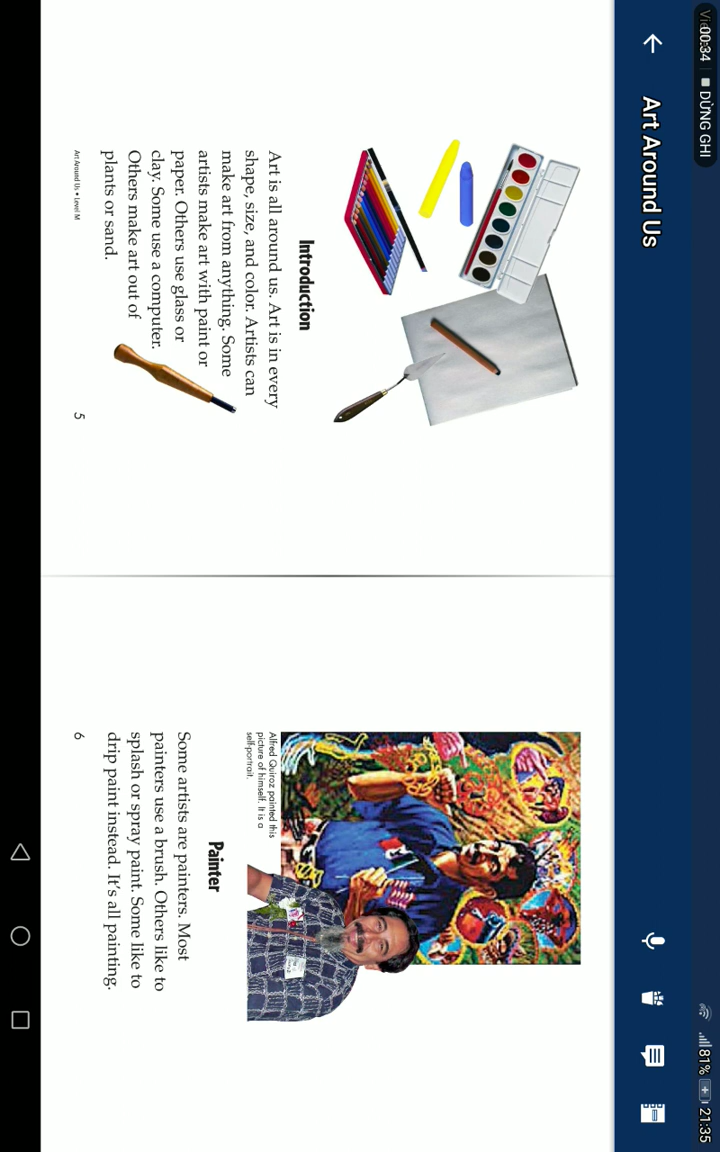 00:34 ■ DỪNG GHI
81% 21:35
Art Around Us
Introduction
Art is all around us. Art is in every
shape, size, and color. Artists can
make art from anything. Some
artists make art with paint or
paper. Others use glass or
clay. Some use a computer.
Others make art out of
plants or sand.
Art Around Us • Level M
5
Alfred Quiroz painted this
picture of himself. It is a
self-portrait.
Painter
Some artists are painters. Most
painters use a brush. Others like to
splash or spray paint. Some like to
drip paint instead. It's all painting.
6